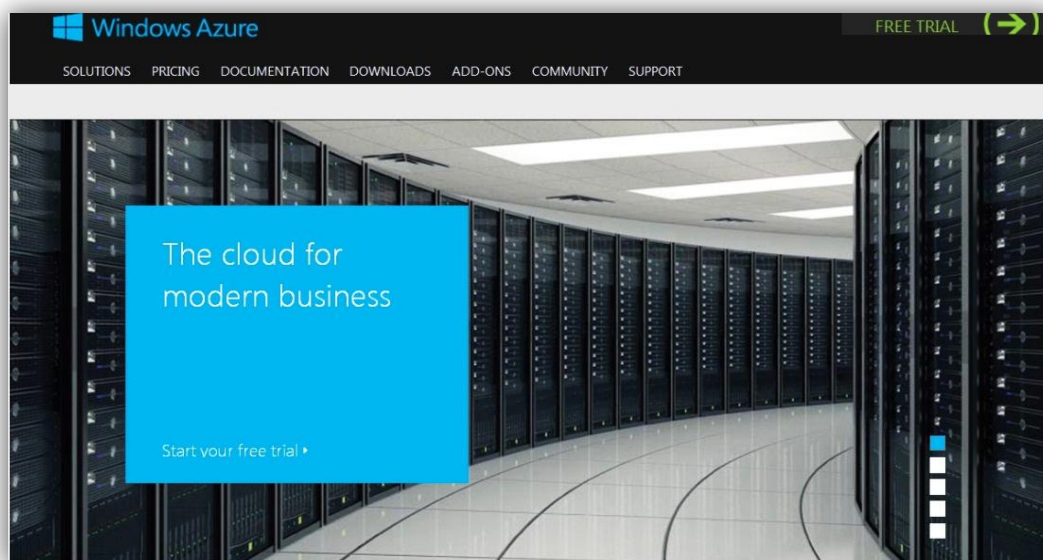 Windows Azure
FREE TRIAL
SOLUTIONS PRICING DOCUMENTATION DOWNLOADS ADD-ONS COMMUNITY SUPPORT
The cloud for
modern business
Start your free trial